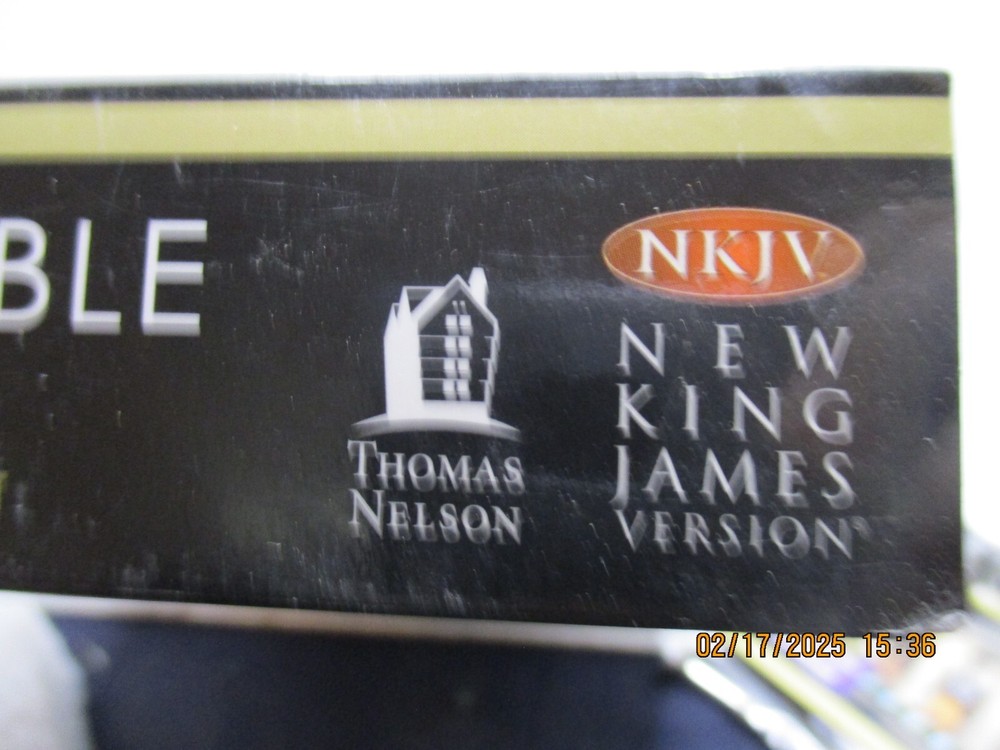 BLE
NKJV
NEW
KING
JAMES
VERSION®
THOMAS
NELSON
02/17/2025 15:36